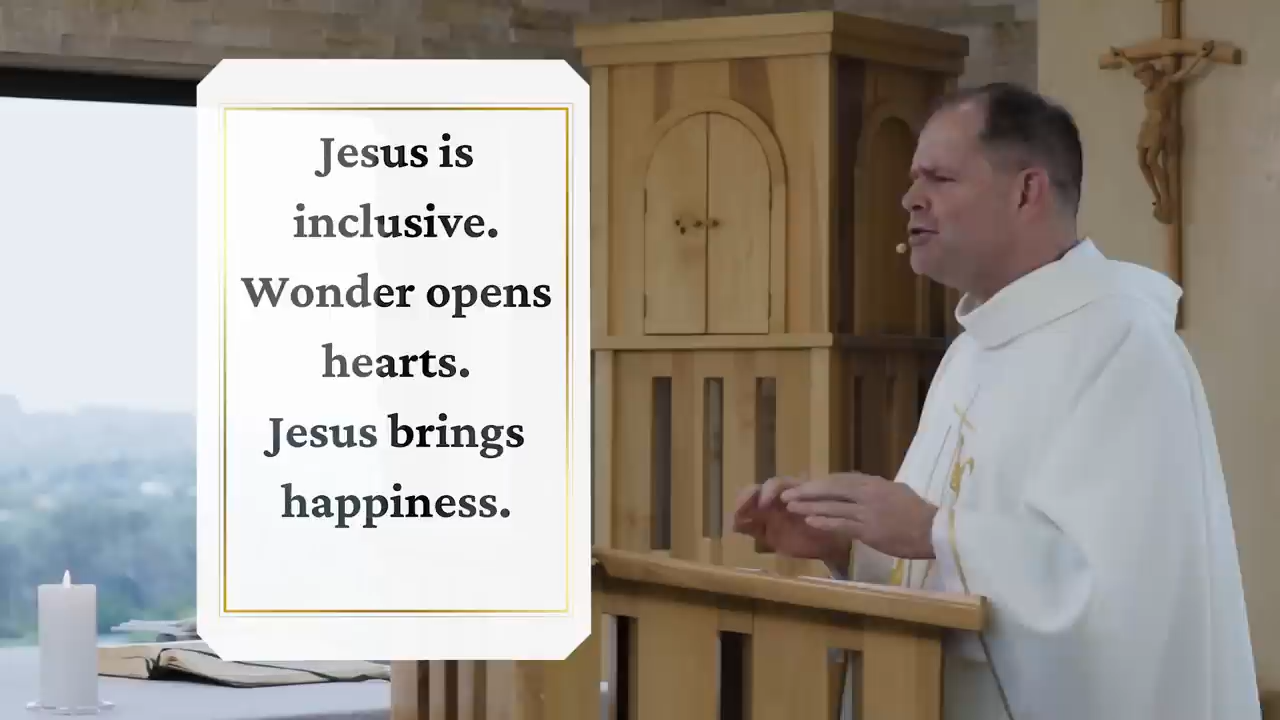 Jesus is
inclusive.
Wonder opens
hearts.
Jesus brings
happiness.